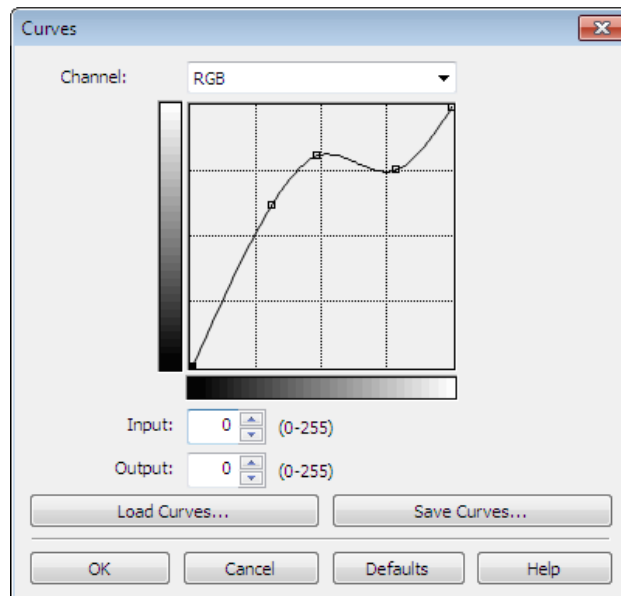 Curves
Channel: RGB
Input: 0 (0-255)
Output: 0 (0-255)
Load Curves... Save Curves...
OK Cancel Defaults Help